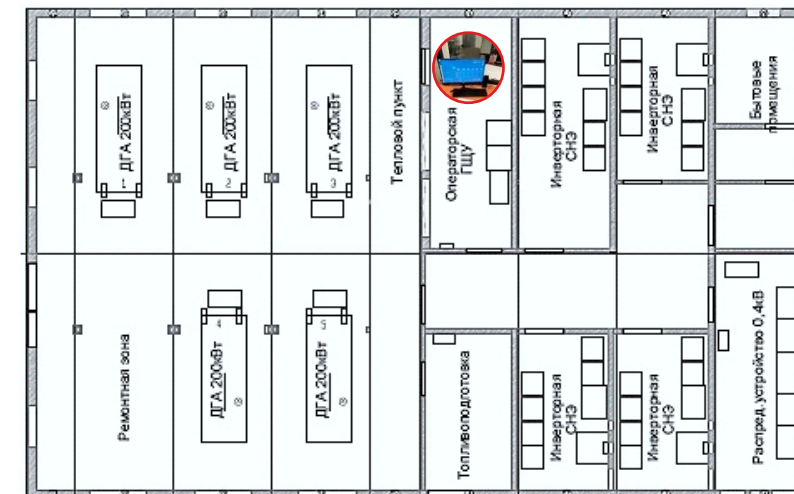 ДГА 200кВт
1
ДГА 200кВт
2
ДГА 200кВт
3
Тепловой пункт
Операторская
ГЩУ
Инверторная
СНЭ
Инверторная
СНЭ
Бытовые
помещения
Ремонтная зона
ДГА 200кВт
4
ДГА 200кВт
5
Топливоподготовка
Инверторная
СНЭ
Инверторная
СНЭ
Распред. устройство 0,4кВ